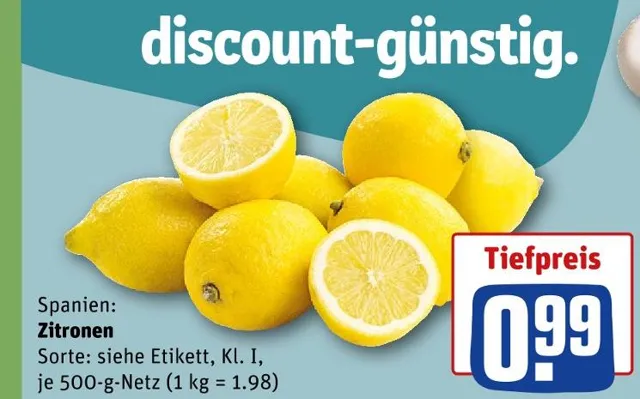 discount-günstig.
Spanien:
Zitronen
Sorte: siehe Etikett, Kl. I,
je 500-g-Netz (1 kg = 1.98)
Tiefpreis
0.99